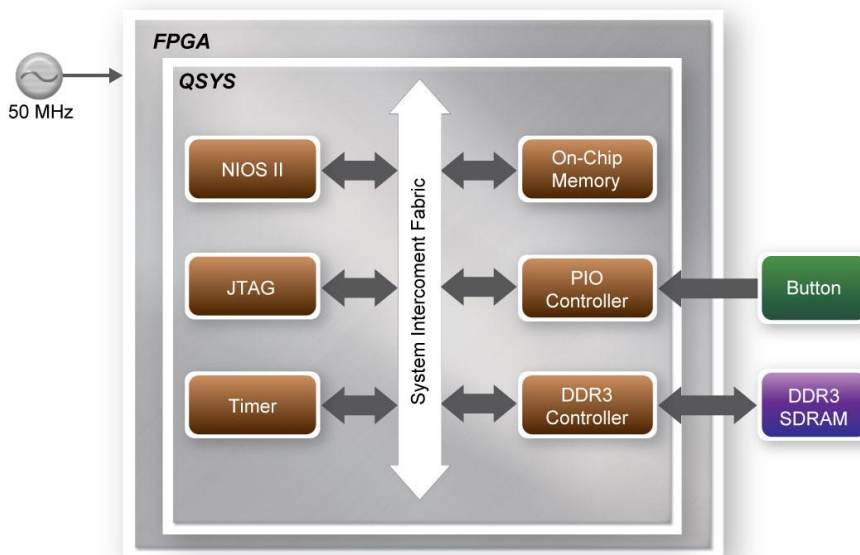 FPGA
QSYS
50 MHz
NIOS II
On-Chip
Memory
System Intercoment Fabric
JTAG
PIO
Controller
Button
Timer
DDR3
Controller
DDR3
SDRAM